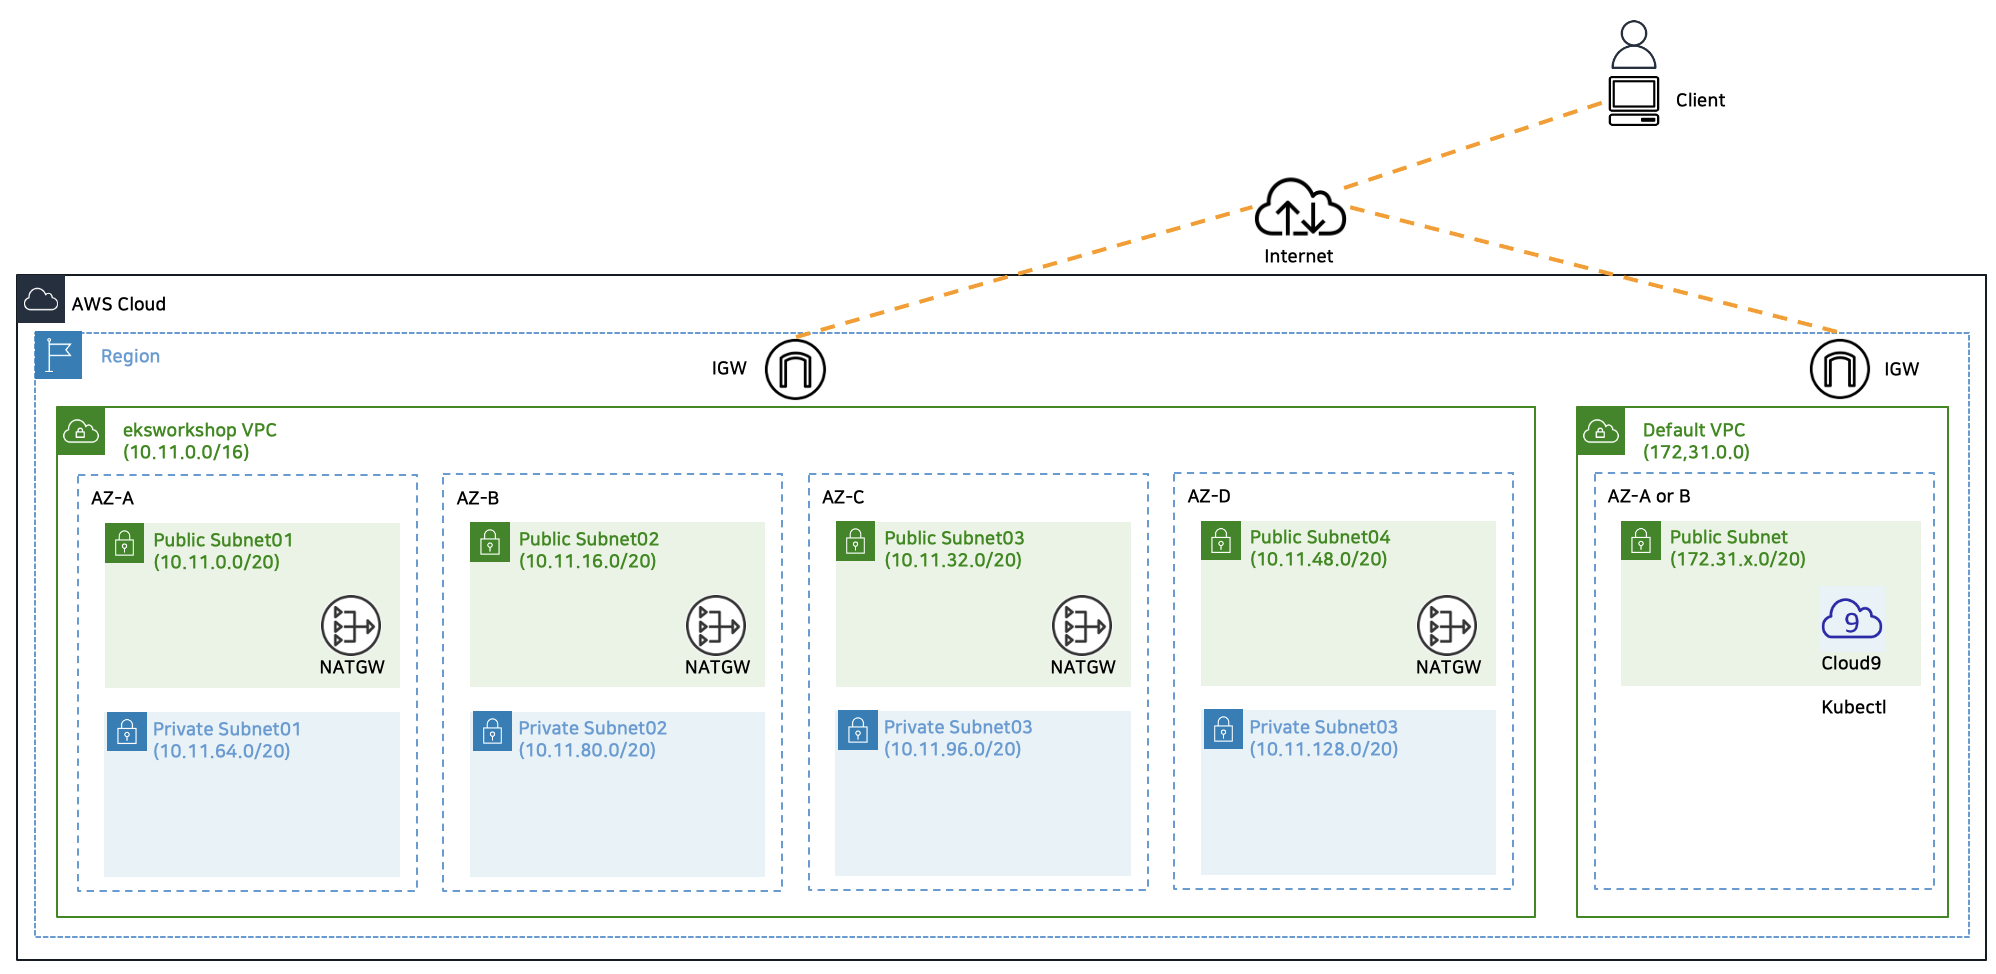 Client
Internet
AWS Cloud
Region
IGW
IGW
eksworkshop VPC
(10.11.0.0/16)
AZ-A
Public Subnet01
(10.11.0.0/20)
NATGW
Private Subnet01
(10.11.64.0/20)
AZ-B
Public Subnet02
(10.11.16.0/20)
NATGW
Private Subnet02
(10.11.80.0/20)
AZ-C
Public Subnet03
(10.11.32.0/20)
NATGW
Private Subnet03
(10.11.96.0/20)
AZ-D
Public Subnet04
(10.11.48.0/20)
NATGW
Private Subnet03
(10.11.128.0/20)
Default VPC
(172,31.0.0)
AZ-A or B
Public Subnet
(172.31.x.0/20)
9
Cloud9
Kubectl